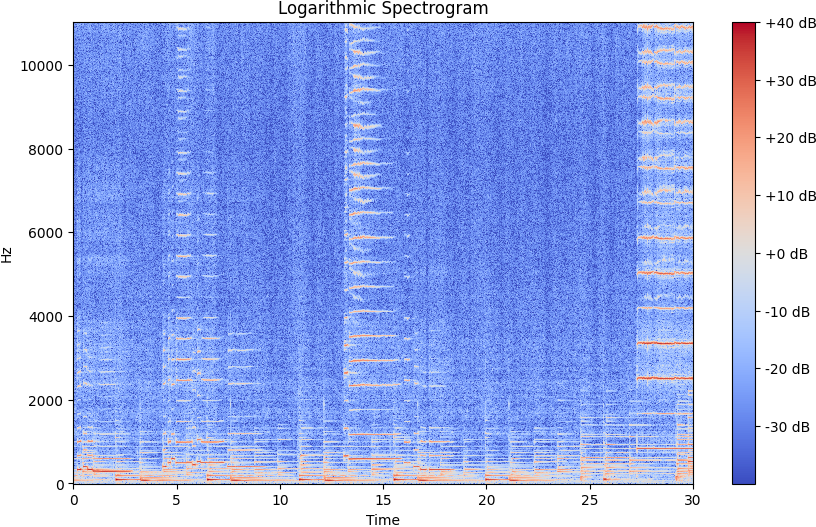 Logarithmic Spectrogram
+40 dB
+30 dB
+20 dB
+10 dB
+0 dB
-10 dB
-20 dB
-30 dB
10000
8000
6000
4000
2000
0
Hz
0 5 10 15 20 25 30
Time